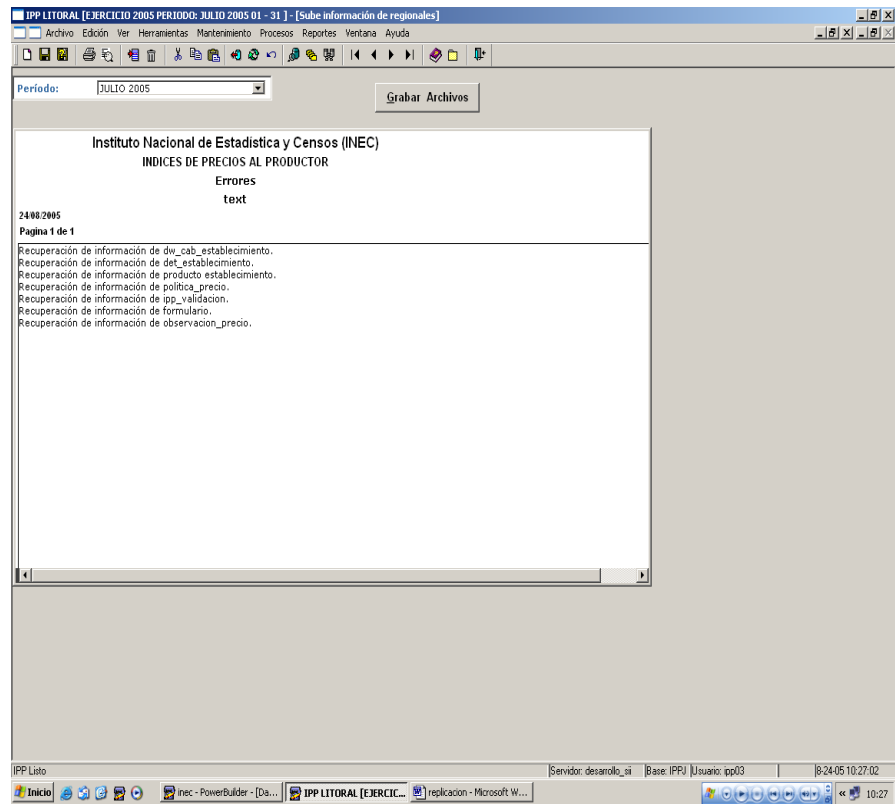 IPP LITORAL [EJERCICIO 2005 PERIODO: JULIO 2005 01 - 31 ] - [Sube información de regionales]
Archivo Edición Ver Herramientas Mantenimiento Procesos Reportes Ventana Ayuda
Período: JULIO 2005
Grabar Archivos
Instituto Nacional de Estadistica y Censos (INEC)
INDICES DE PRECIOS AL PRODUCTOR
Errores
text
24/08/2005
Pagina 1 de 1
Recuperación de información de dw_cab_establecimiento.
Recuperación de información de det_establecimiento.
Recuperación de información de producto establecimiento.
Recuperación de información de politica_precio.
Recuperación de información de ipp_validacion.
Recuperación de información de formulario.
Recuperación de información de observacion_precio.
IPP Listo Servidor: desarrollo_sii Base: IPPJ Usuario: ipp03 8-24-05 10:27:02
Inicio inec - PowerBuilder - [Da... IPP LITORAL [EJERCIC... replicacion - Microsoft W... 10:27